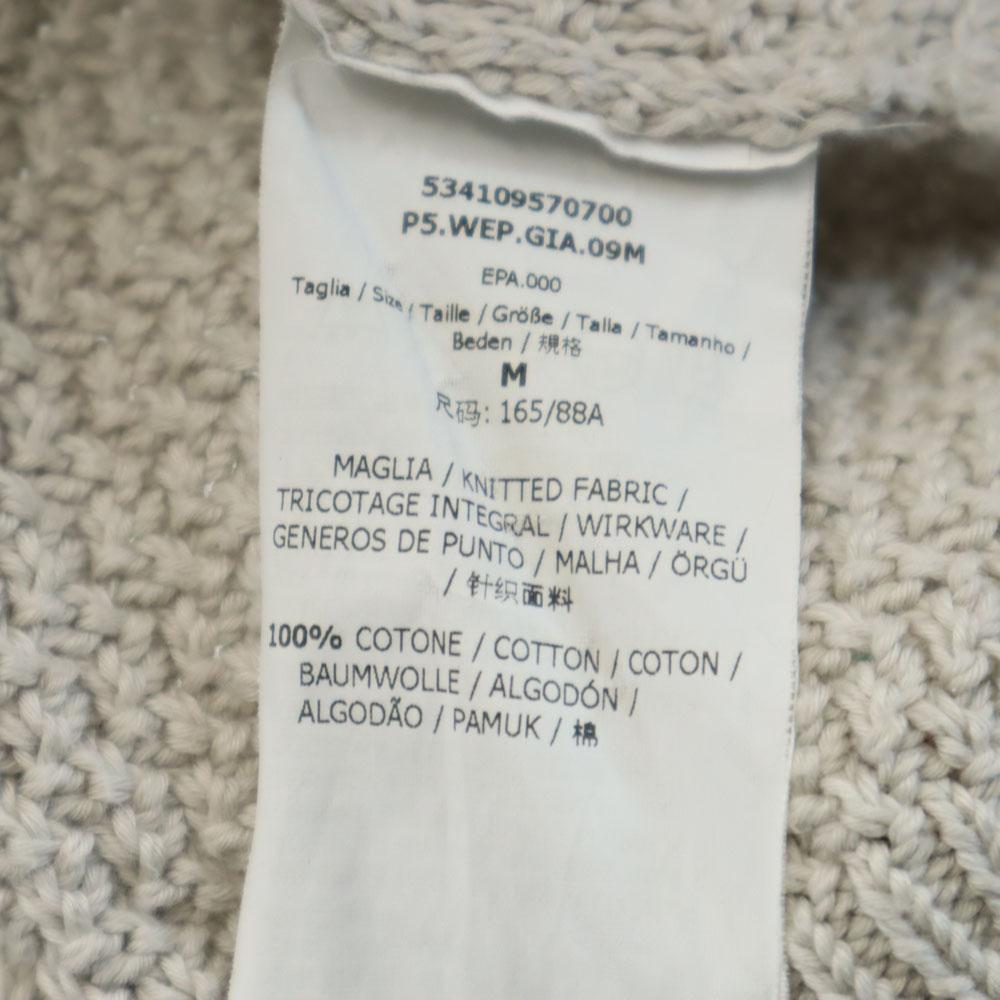 534109570700
P5.WEP.GIA.09M
EPA.000
Taglia / Size / Taille / Größe / Talla / Tamanho /
Beden / 規格
M
尺码: 165/88A
MAGLIA / KNITTED FABRIC /
TRICOTAGE INTEGRAL / WIRKWARE /
GENEROS DE PUNTO / MALHA / ÖRGÜ
/ 针织面料
100% COTONE / COTTON / COTON /
BAUMWOLLE / ALGODÓN /
ALGODÃO / PAMUK / 棉